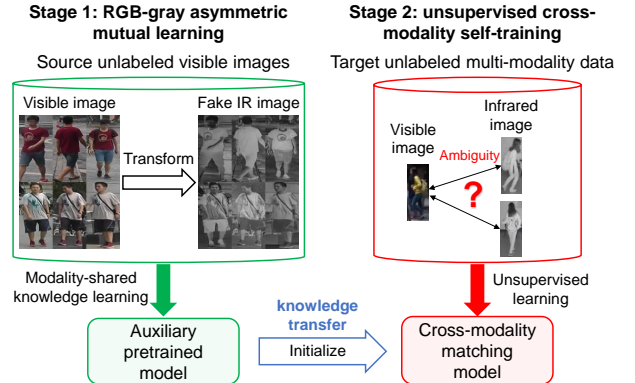 Stage 1: RGB-gray asymmetric
mutual learning
Source unlabeled visible images
Visible image
Fake IR image
Transform
Modality-shared
knowledge learning
Auxiliary
pretrained
model
knowledge
transfer
Initialize
Stage 2: unsupervised cross-
modality self-training
Target unlabeled multi-modality data
Visible
image
Infrared
image
Ambiguity
?
Unsupervised
learning
Cross-modality
matching
model